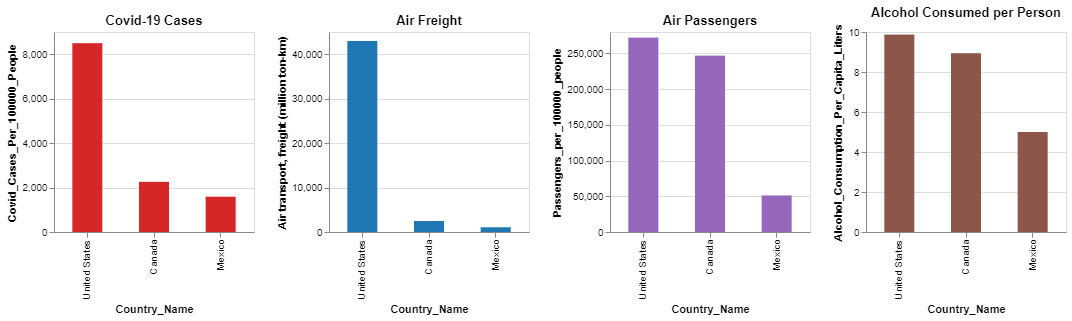 Covid-19 Cases
Covid_Cases_Per_100000_People
8,000
6,000
4,000
2,000
0
United States
Canada
Mexico
Country_Name
Air Freight
Air transport, freight (million ton-km)
40,000
30,000
20,000
10,000
0
United States
Canada
Mexico
Country_Name
Air Passengers
Passengers_per_100000_people
250,000
200,000
150,000
100,000
50,000
0
United States
Canada
Mexico
Country_Name
Alcohol Consumed per Person
Alcohol_Consumption_Per_Capita_Liters
10
8
6
4
2
0
United States
Canada
Mexico
Country_Name